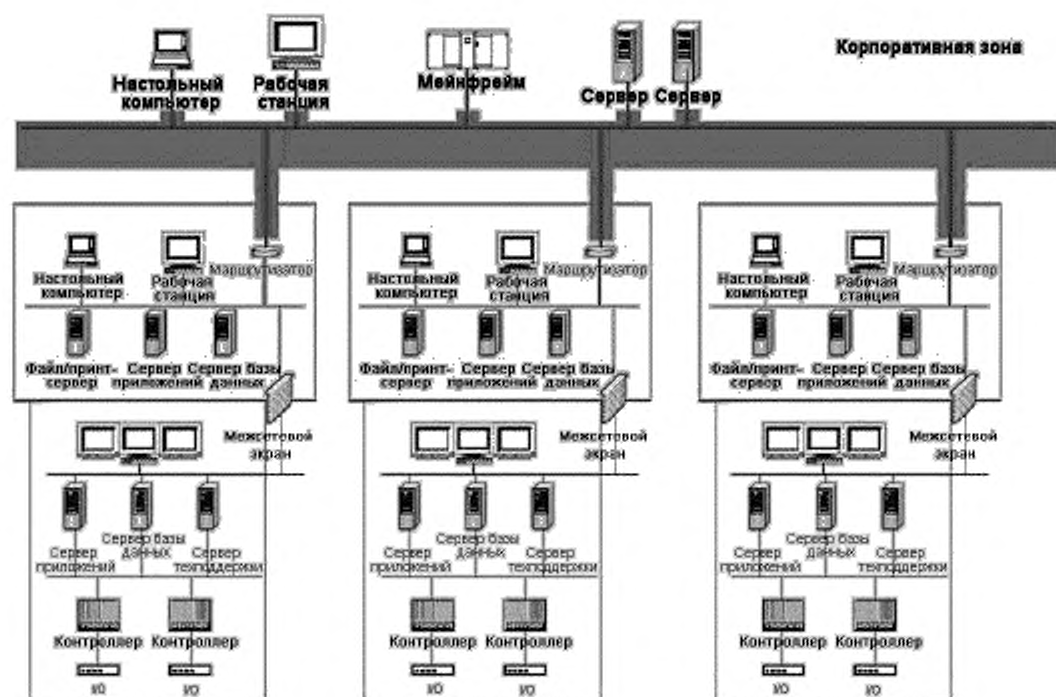 Корпоративная зона
Настольный
компьютер
Рабочая
станция
Мейнфрейм
Сервер
Сервер
Настольный
компьютер
Рабочая
станция
Маршрутизатор
Файл/принт-
сервер
Сервер
приложений
Сервер базы
данных
Межсетевой
экран
Сервер
приложений
Сервер базы
данных
Сервер
техподдержки
Контроллер
Контроллер
I/O
I/O
Настольный
компьютер
Рабочая
станция
Маршрутизатор
Файл/принт-
сервер
Сервер
приложений
Сервер базы
данных
Межсетевой
экран
Сервер
приложений
Сервер базы
данных
Сервер
техподдержки
Контроллер
Контроллер
I/O
I/O
Настольный
компьютер
Рабочая
станция
Маршрутизатор
Файл/принт-
сервер
Сервер
приложений
Сервер базы
данных
Межсетевой
экран
Сервер
приложений
Сервер базы
данных
Сервер
техподдержки
Контроллер
Контроллер
I/O
I/O